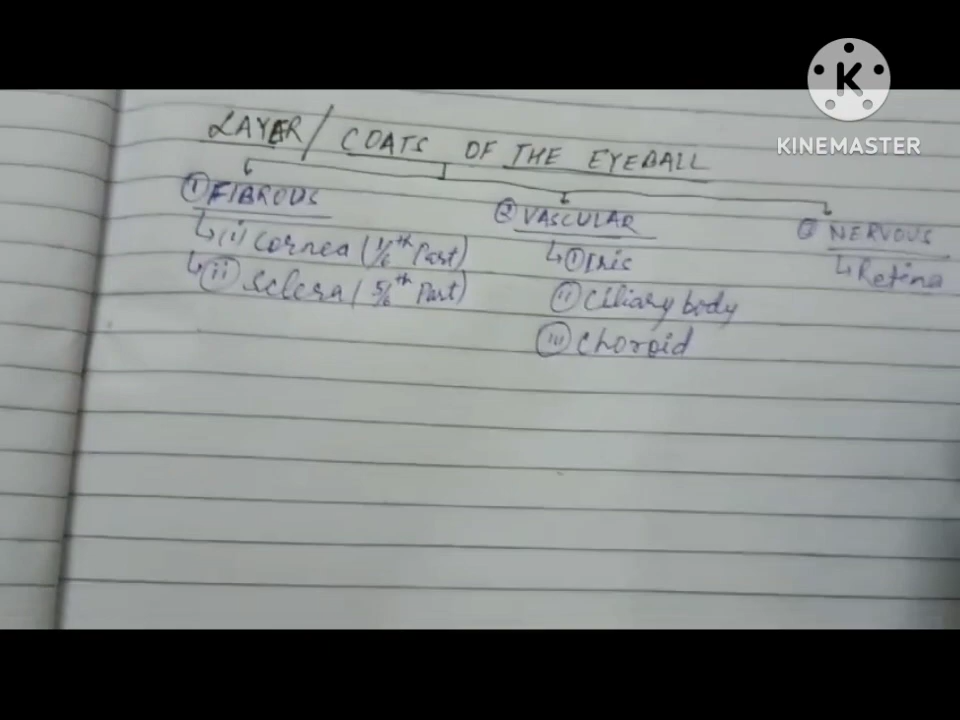 KINEMASTER
LAYER/ COATS OF THE EYEBALL
① FIBROUS
(i) Cornea (1/6th Part)
(ii) Sclera (5/6th Part)
② VASCULAR
① Iris
(ii) Ciliary body
(iii) Choroid
③ NERVOUS
Retina